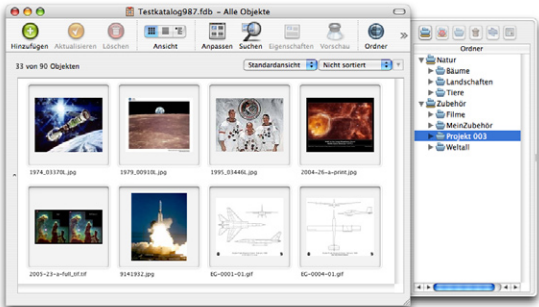 Testkatalog987.fdb – Alle Objekte
Hinzufügen Aktualisieren Löschen Ansicht Anpassen Suchen Eigenschaften Vorschau Ordner
33 von 90 Objekten Standardansicht Nicht sortiert
1974_03370L.jpg 1979_00938L.jpg 1995_03446L.jpg 2004-26-a-print.jpg
2005-23-a-full_tif.tif 9141932.jpg EG-0001-01.gif EG-0004-01.gif
Ordner
Natur
Bäume
Landschaften
Tiere
Zubehör
Filme
MeinZubehör
Projekt 003
Weltall